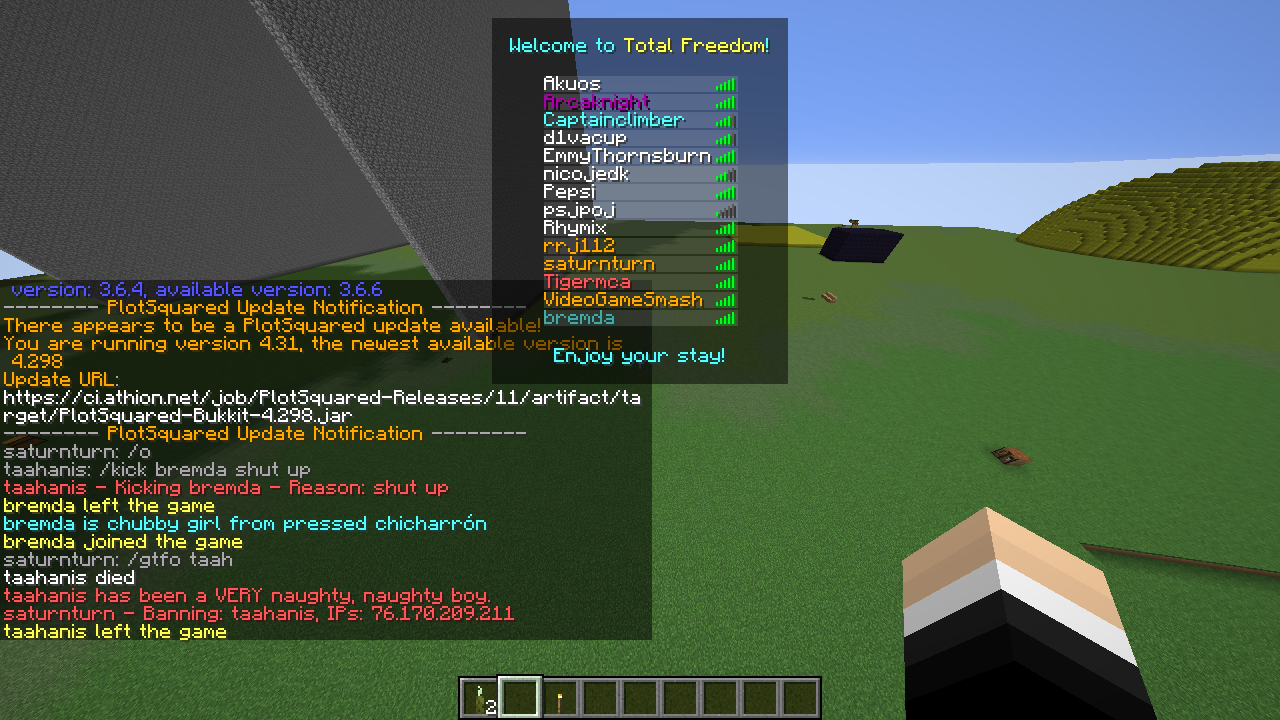 Welcome to Total Freedom!
Akuos
Arcaknight
Captainclimber
d1vacup
EmmyThornsburn
nicojedk
Pepsi
psjpoj
Rhymix
rrj112
saturnturn
Tigermca
VideoGameSmash
bremda
Enjoy your stay!
version: 3.6.4, available version: 3.6.6
-------- PlotSquared Update Notification --------
There appears to be a PlotSquared update available!
You are running version 4.31, the newest available version is
4.298
Update URL:
https://ci.athion.net/job/PlotSquared-Releases/11/artifact/ta
rget/PlotSquared-Bukkit-4.298.jar
-------- PlotSquared Update Notification --------
saturnturn: /o
taahanis: /kick bremda shut up
taahanis - Kicking bremda - Reason: shut up
bremda left the game
bremda is chubby girl from pressed chicharrón
bremda joined the game
saturnturn: /gtfo taah
taahanis died
taahanis has been a VERY naughty, naughty boy.
saturnturn - Banning: taahanis, IPs: 76.170.209.211
taahanis left the game
2